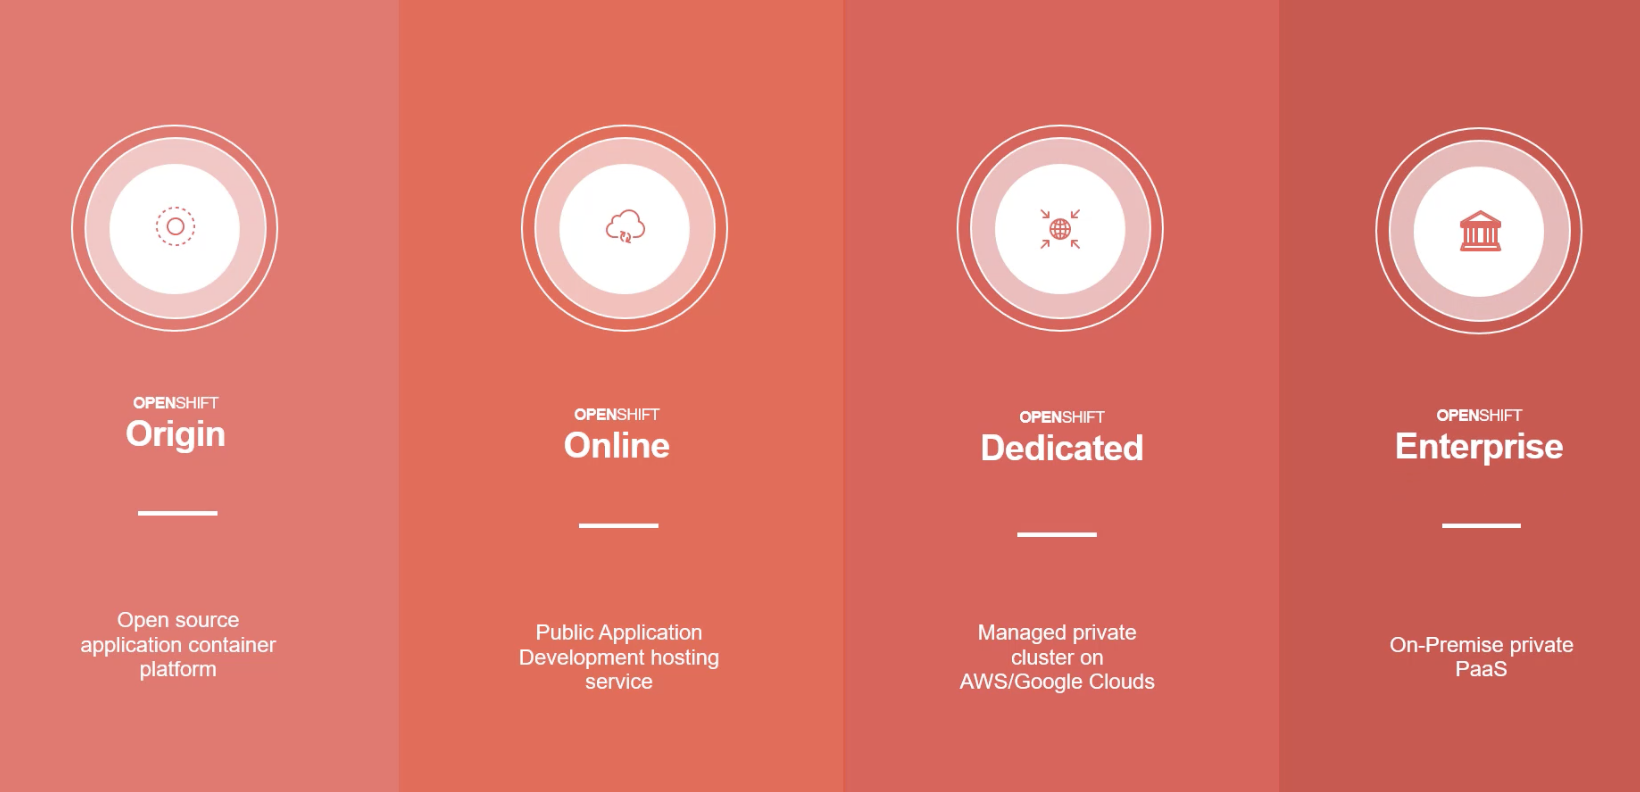 OPENSHIFT
Origin
Open source
application container
platform
OPENSHIFT
Online
Public Application
Development hosting
service
OPENSHIFT
Dedicated
Managed private
cluster on
AWS/Google Clouds
OPENSHIFT
Enterprise
On-Premise private
PaaS